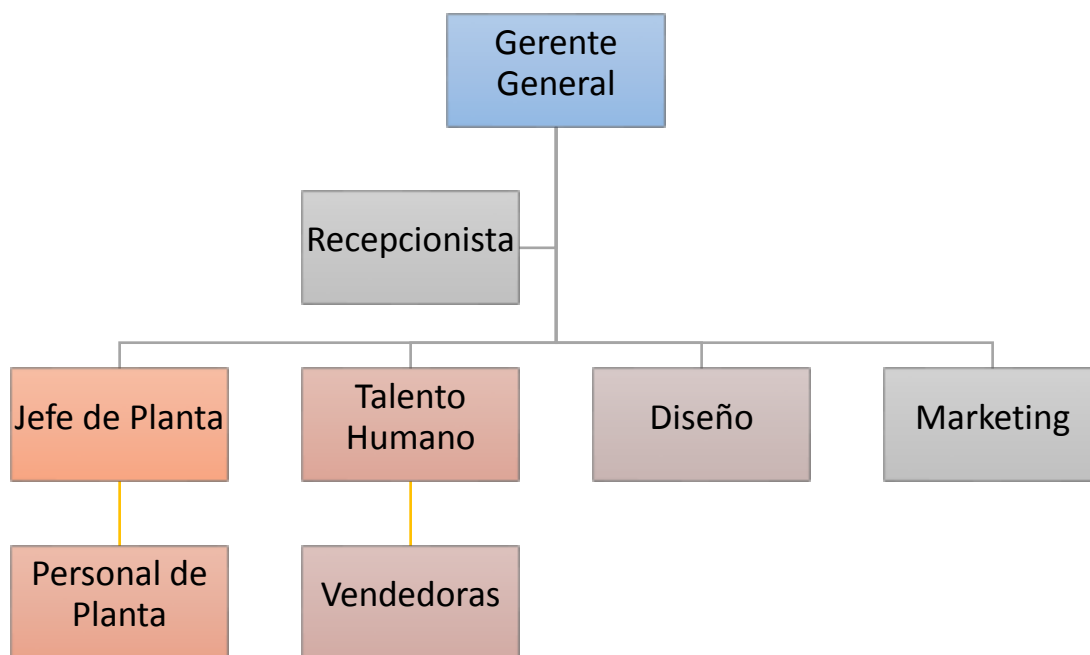 Gerente
General
Recepcionista
Jefe de Planta
Talento
Humano
Diseño
Marketing
Personal de
Planta
Vendedoras